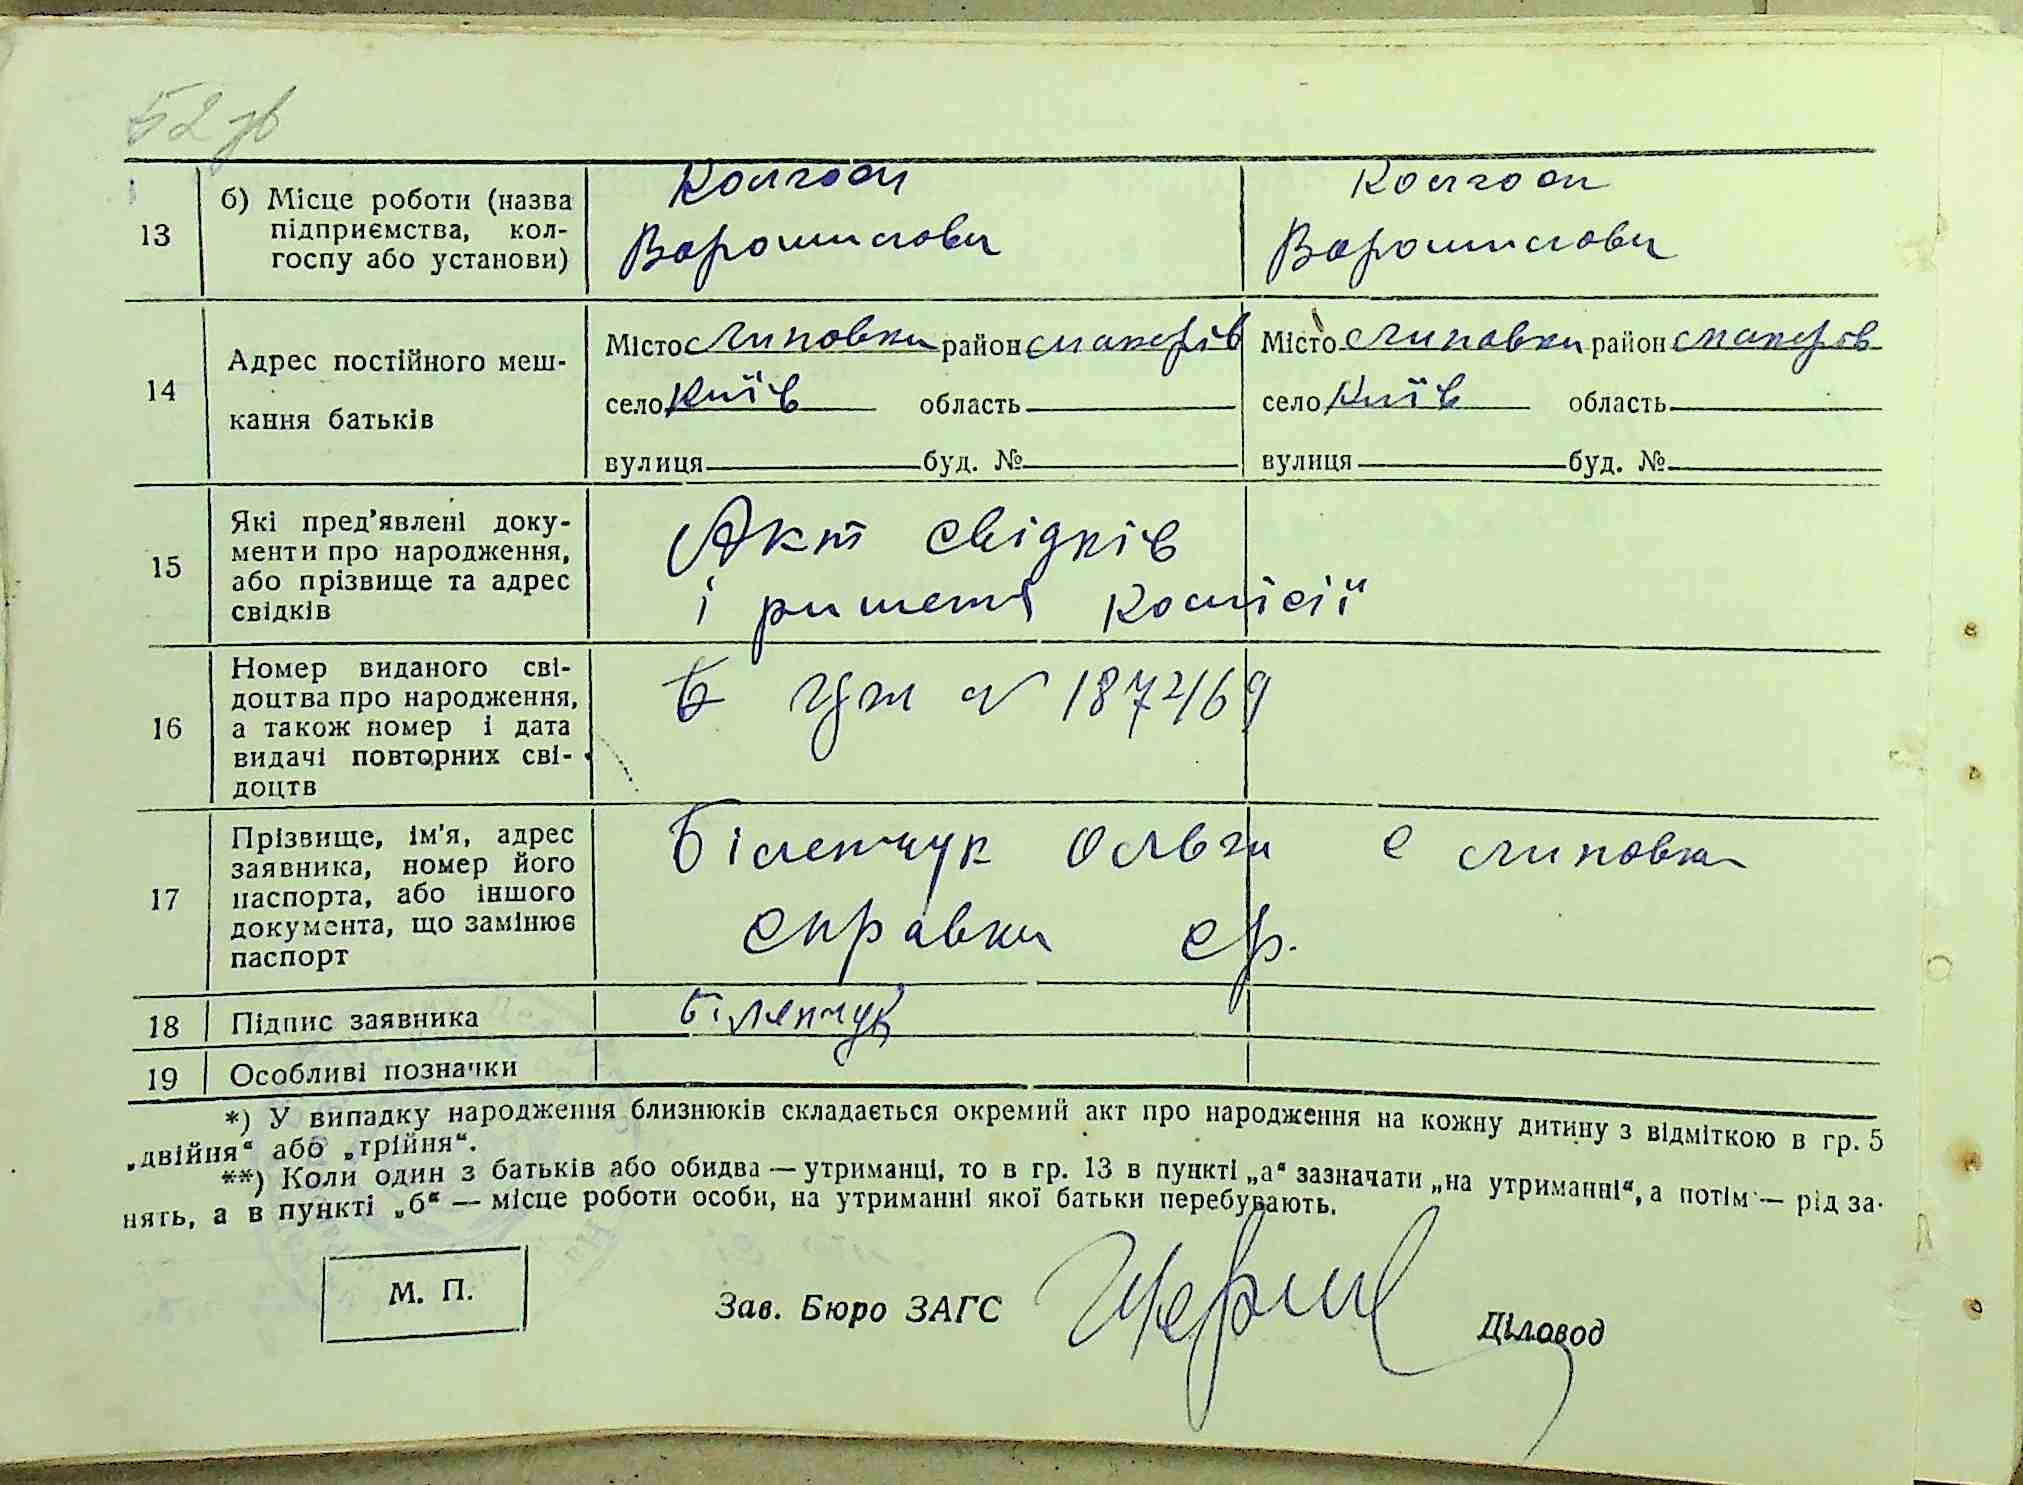 52 зв
13 б) Місце роботи (назва підприємства, колгоспу або установи) Колгосп Ворошилова Колгосп Ворошилова
14 Адрес постійного мешкання батьків
Місто Липовка район Макарів Місто Липовка район Макарів
село Київ область село Київ область
вулиця буд. № вулиця буд. №
15 Які пред'явлені документи про народження, або прізвище та адрес свідків
Акт свідків
і ришення комісії
16 Номер виданого свідоцтва про народження, а також номер і дата видачі повторних свідоцтв
№ 187269
17 Прізвище, ім'я, адрес заявника, номер його паспорта, або іншого документа, що замінює паспорт
Біленчук Ольга с Липовка
справка ср.
18 Підпис заявника Біленчук
19 Особливі позначки
*) У випадку народження близнюків складається окремий акт про народження на кожну дитину з відміткою в гр. 5
„двійня“ або „трійня“.
**) Коли один з батьків або обидва — утриманці, то в гр. 13 в пункті „а“ зазначати „на утриманні“, а потім — рід за-
нять, а в пункті „б“ — місце роботи особи, на утриманні якої батьки перебувають.
М. П. Зав. Бюро ЗАГС Діловод